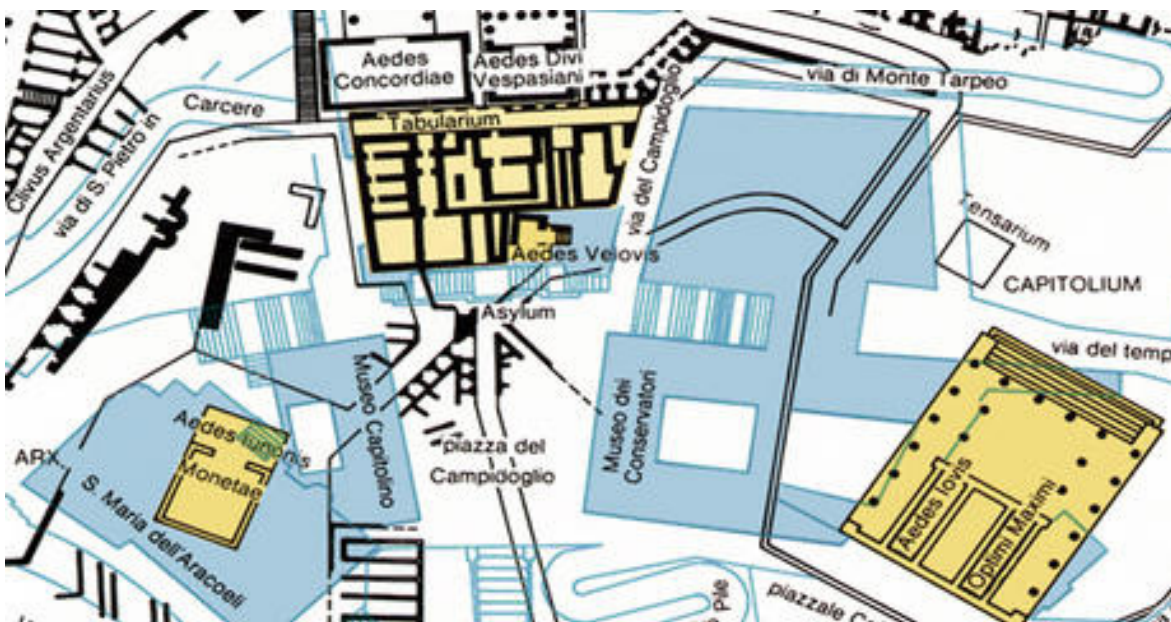 Aedes
Concordiae
Aedes Divi
Vespasiani
via di Monte Tarpeo
Clivus Argentarius
Carcere
via di S. Pietro in
Tabularium
via del Campidoglio
Tensarium
CAPITOLIUM
Aedes Veiovis
Asylum
via del temp
Museo Capitolino
Museo dei
Conservatori
piazza del
Campidoglio
ARX
Aedes Iunonis
Monetae
S. Maria dell'Aracoeli
Aedes Iovis
Optimi Maximi
Pile
piazzale